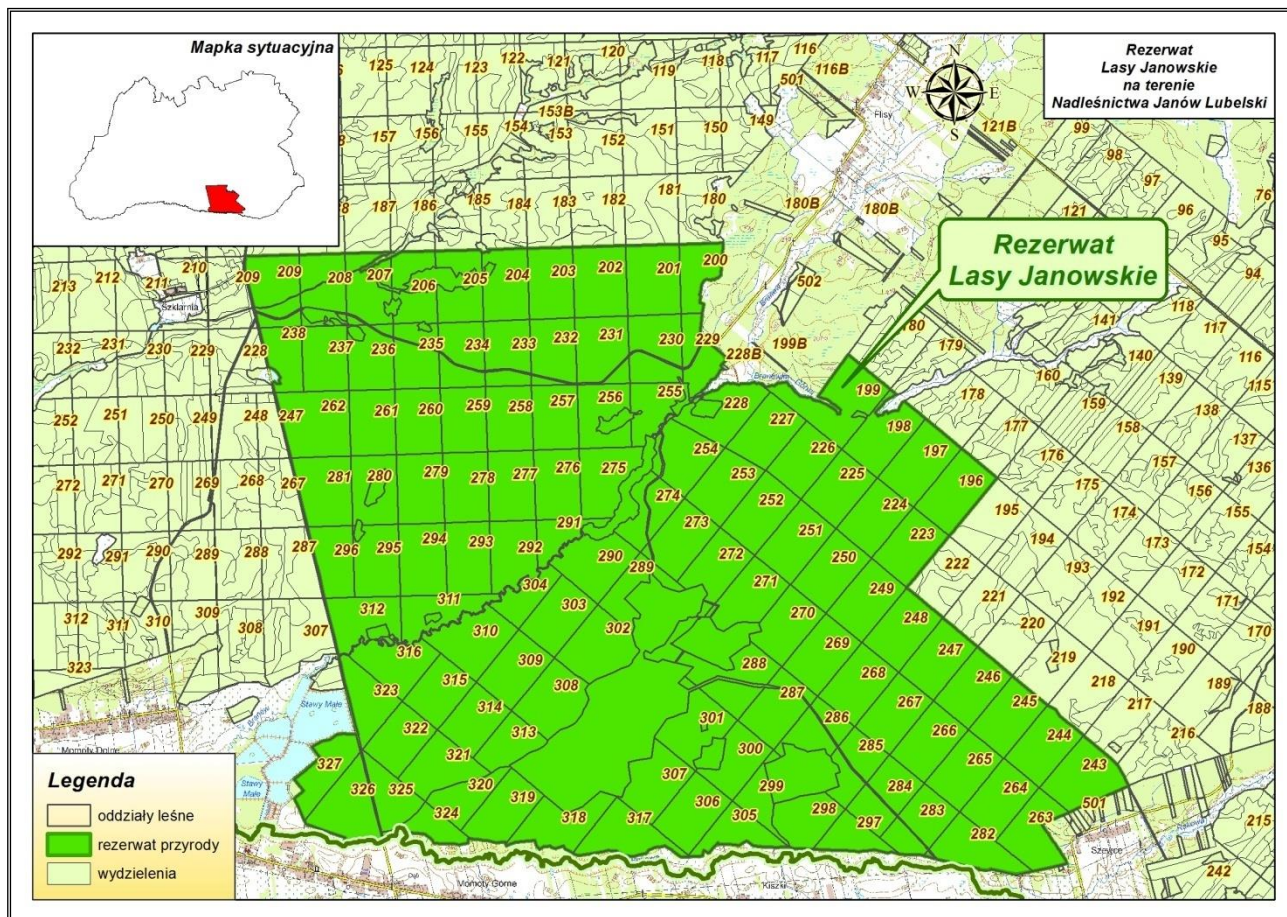 Mapka sytuacyjna
Rezerwat
Lasy Janowskie
na terenie
Nadleśnictwa Janów Lubelski
N
W E
S
Rezerwat
Lasy Janowskie
125 124 123 122 121 120 119 118 117 116
501 116B
157 156 155 154 153B 153 152 151 150 149
Flisy
121B 99 98 97 96 95 94 76
187 186 185 184 183 182 181 180 180B 180B 121
213 212 211 210 209 209 208 207 206 205 204 203 202 201 200
Szklarnia
502
232 231 230 229 228 238 237 236 235 234 233 232 231 230 229 228B 199B
180 179 141 118 117 116 115
252 251 250 249 248 247 262 261 260 259 258 257 256 255 228 227 199 198 197 196
178 160 140 139 138 137 136
177 159 158 157 156 155 154
272 271 270 269 268 267 281 280 279 278 277 276 275 254 253 226 225 224 223
176 175 174 173 172 171 170
274 273 252 251 250 249 248 247 246 245 244 243
195 194 193 192 191 190 189 188
292 291 290 289 288 287 296 295 294 293 292 291 290 289 272 271 270 269 268 267 266 265 264 263
222 221 220 219 218 217 216 215
312 311 310 309 308 307 312 311 304 303 302 310 309 308
288 287 286 285 284 283 282
323 316 315 314 313 323 322 321 320 319 318 317
301 300 299 298 297 307 306 305
327 326 325 324
501
242
Momoty Dolne
Stawy Małe
Stawy Małe
Momoty Górne
Kiszki
Szewce
Legenda
oddziały leśne
rezerwat przyrody
wydzielenia